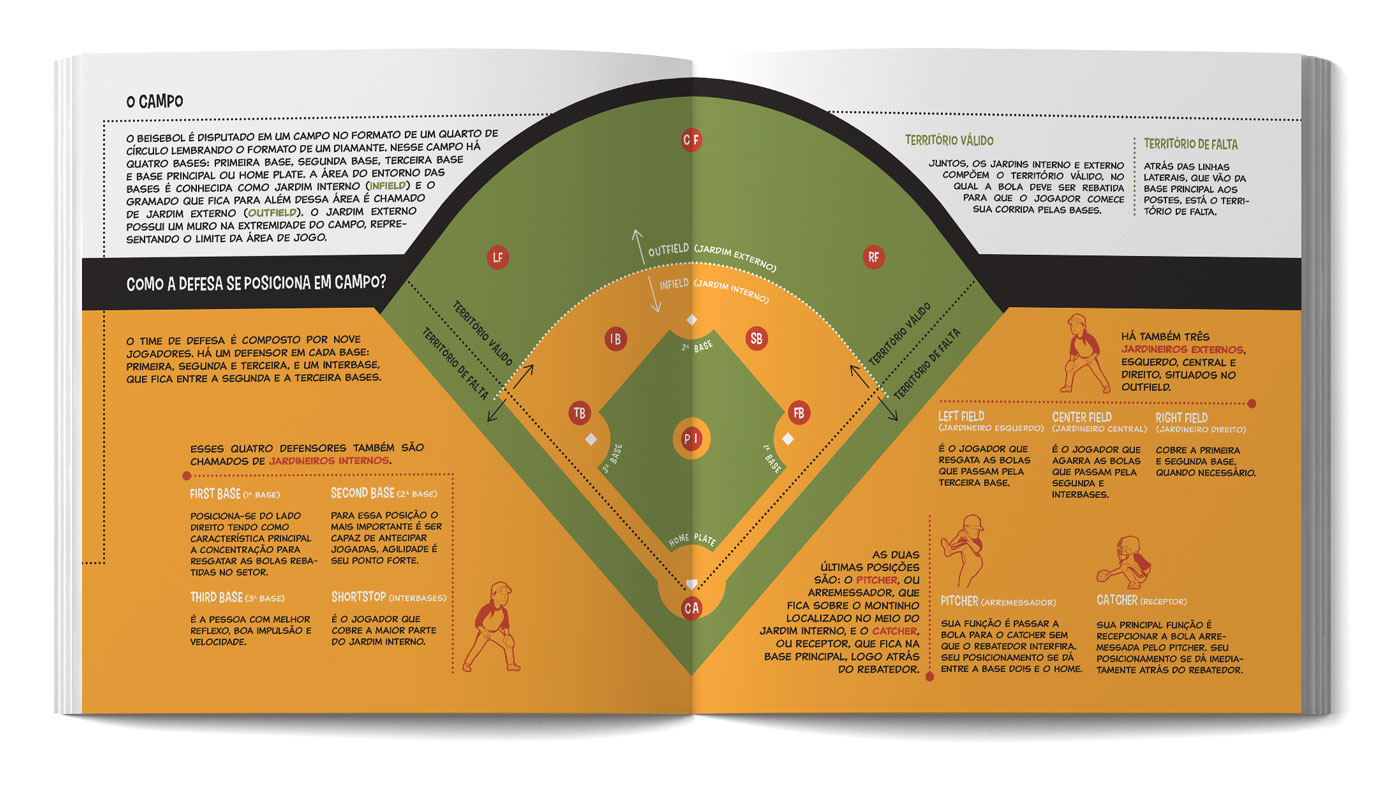 O CAMPO
O BEISEBOL É DISPUTADO EM UM CAMPO NO FORMATO DE UM QUARTO DE
CÍRCULO LEMBRANDO O FORMATO DE UM DIAMANTE. NESSE CAMPO HÁ
QUATRO BASES: PRIMEIRA BASE, SEGUNDA BASE, TERCEIRA BASE
E BASE PRINCIPAL OU HOME PLATE. A ÁREA DO ENTORNO DAS
BASES É CONHECIDA COMO JARDIM INTERNO (INFIELD) E O
GRAMADO QUE FICA PARA ALÉM DESSA ÁREA É CHAMADO
DE JARDIM EXTERNO (OUTFIELD). O JARDIM EXTERNO
POSSUI UM MURO NA EXTREMIDADE DO CAMPO, REPRE-
SENTANDO O LIMITE DA ÁREA DE JOGO.
COMO A DEFESA SE POSICIONA EM CAMPO?
O TIME DE DEFESA É COMPOSTO POR NOVE
JOGADORES. HÁ UM DEFENSOR EM CADA BASE:
PRIMEIRA, SEGUNDA E TERCEIRA, E UM INTERBASE,
QUE FICA ENTRE A SEGUNDA E A TERCEIRA BASES.
ESSES QUATRO DEFENSORES TAMBÉM SÃO
CHAMADOS DE JARDINEIROS INTERNOS.
FIRST BASE (1ª BASE)
POSICIONA-SE DO LADO
DIREITO TENDO COMO
CARACTERÍSTICA PRINCIPAL
A CONCENTRAÇÃO PARA
RESGATAR AS BOLAS REBA-
TIDAS NO SETOR.
SECOND BASE (2ª BASE)
PARA ESSA POSIÇÃO O
MAIS IMPORTANTE É SER
CAPAZ DE ANTECIPAR
JOGADAS, AGILIDADE É
SEU PONTO FORTE.
THIRD BASE (3ª BASE)
É A PESSOA COM MELHOR
REFLEXO, BOA IMPULSÃO E
VELOCIDADE.
SHORTSTOP (INTERBASES)
É O JOGADOR QUE
COBRE A MAIOR PARTE
DO JARDIM INTERNO.
CF
LF
RF
OUTFIELD (JARDIM EXTERNO)
INFIELD (JARDIM INTERNO)
TERRITÓRIO VÁLIDO
TERRITÓRIO DE FALTA
TERRITÓRIO VÁLIDO
TERRITÓRIO DE FALTA
IB
SB
2ª BASE
TB
FB
PI
3ª BASE
1ª BASE
HOME PLATE
CA
TERRITÓRIO VÁLIDO
JUNTOS, OS JARDINS INTERNO E EXTERNO
COMPÕEM O TERRITÓRIO VÁLIDO, NO
QUAL A BOLA DEVE SER REBATIDA
PARA QUE O JOGADOR COMECE
SUA CORRIDA PELAS BASES.
TERRITÓRIO DE FALTA
ATRÁS DAS LINHAS
LATERAIS, QUE VÃO DA
BASE PRINCIPAL AOS
POSTES, ESTÁ O TERRI-
TÓRIO DE FALTA.
HÁ TAMBÉM TRÊS
JARDINEIROS EXTERNOS,
ESQUERDO, CENTRAL E
DIREITO, SITUADOS NO
OUTFIELD.
LEFT FIELD
(JARDINEIRO ESQUERDO)
É O JOGADOR QUE
RESGATA AS BOLAS
QUE PASSAM PELA
TERCEIRA BASE.
CENTER FIELD
(JARDINEIRO CENTRAL)
É O JOGADOR QUE
AGARRA AS BOLAS
QUE PASSAM PELA
SEGUNDA E
INTERBASES.
RIGHT FIELD
(JARDINEIRO DIREITO)
COBRE A PRIMEIRA
E SEGUNDA BASE,
QUANDO NECESSÁRIO.
AS DUAS
ÚLTIMAS POSIÇÕES
SÃO: O PITCHER, OU
ARREMESSADOR, QUE
FICA SOBRE O MONTINHO
LOCALIZADO NO MEIO DO
JARDIM INTERNO, E O CATCHER,
OU RECEPTOR, QUE FICA NA
BASE PRINCIPAL, LOGO ATRÁS
DO REBATEDOR.
PITCHER (ARREMESSADOR)
SUA FUNÇÃO É PASSAR A
BOLA PARA O CATCHER SEM
QUE O REBATEDOR INTERFIRA.
SEU POSICIONAMENTO SE DÁ
ENTRE A BASE DOIS E O HOME.
CATCHER (RECEPTOR)
SUA PRINCIPAL FUNÇÃO É
RECEPCIONAR A BOLA ARRE-
MESSADA PELO PITCHER. SEU
POSICIONAMENTO SE DÁ IMEDIA-
TAMENTE ATRÁS DO REBATEDOR.